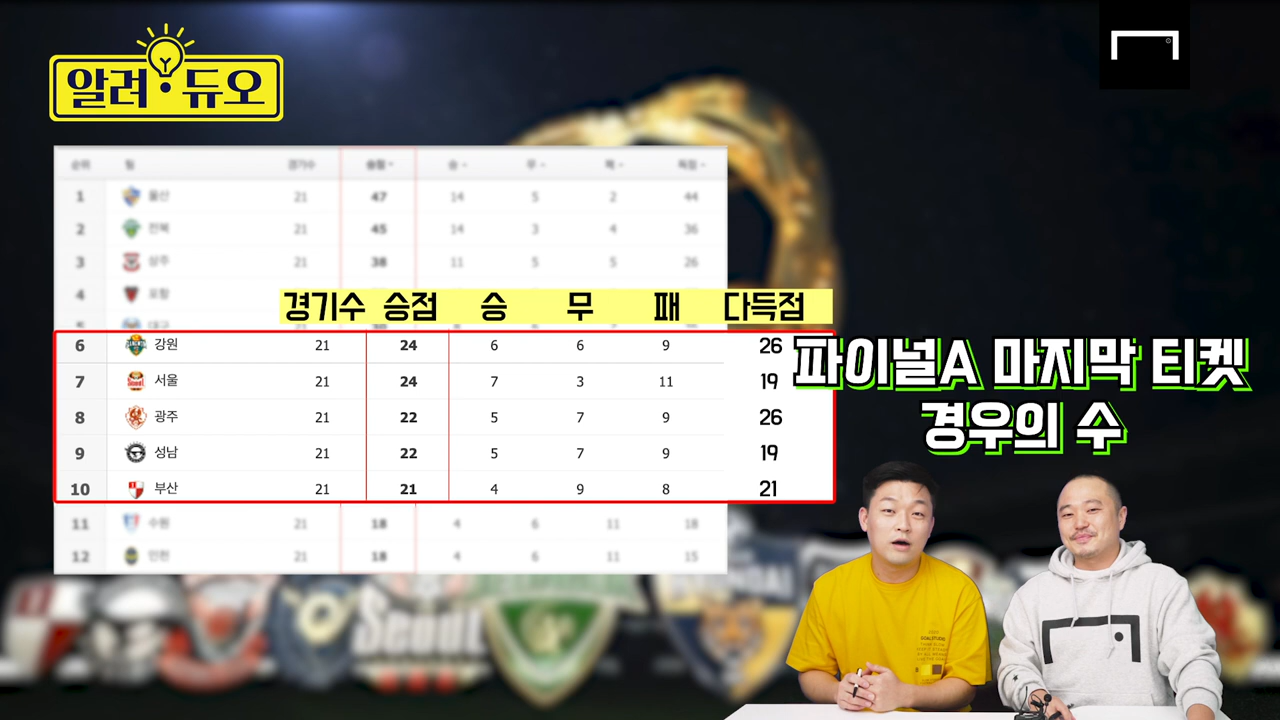 알려·듀오
순위 팀 경기수 승점 승 무 패 득점
1 울산 21 47 14 5 2 44
2 전북 21 45 14 3 4 36
3 상주 21 38 11 5 5 26
4 포항
5 대구
경기수 승점 승 무 패 다득점
6 강원 21 24 6 6 9 26
7 서울 21 24 7 3 11 19
8 광주 21 22 5 7 9 26
9 성남 21 22 5 7 9 19
10 부산 21 21 4 9 8 21
11 수원 21 18 4 6 11 18
12 인천 21 18 4 6 11 15
파이널A 마지막 티켓
경우의 수